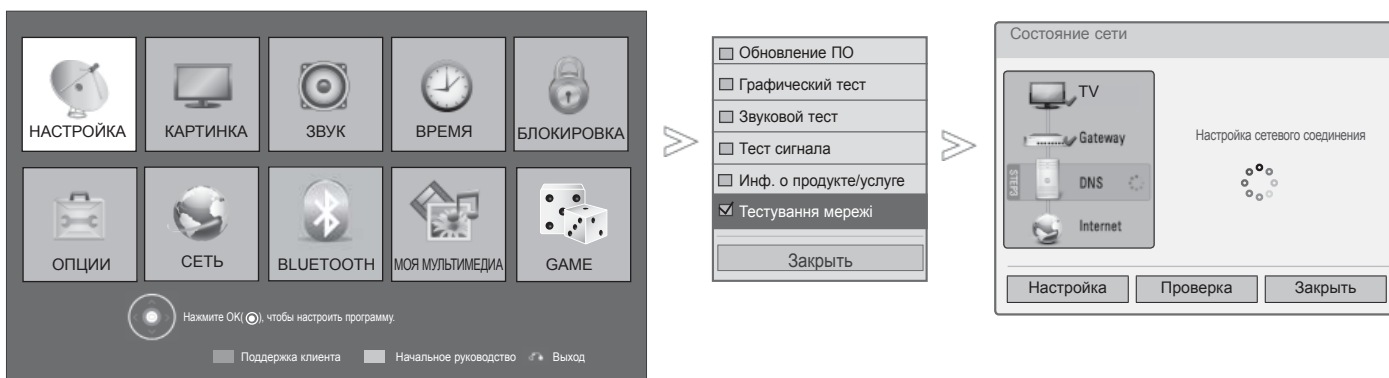 НАСТРОЙКА
КАРТИНКА
ЗВУК
ВРЕМЯ
БЛОКИРОВКА
ОПЦИИ
СЕТЬ
BLUETOOTH
МОЯ МУЛЬТИМЕДИА
GAME
Нажмите OK( ), чтобы настроить программу.
Поддержка клиента
Начальное руководство
Выход
Обновление ПО
Графический тест
Звуковой тест
Тест сигнала
Инф. о продукте/услуге
Тестування мережі
Закрыть
Состояние сети
TV
Gateway
STEP3
DNS
Internet
Настройка сетевого соединения
Настройка
Проверка
Закрыть